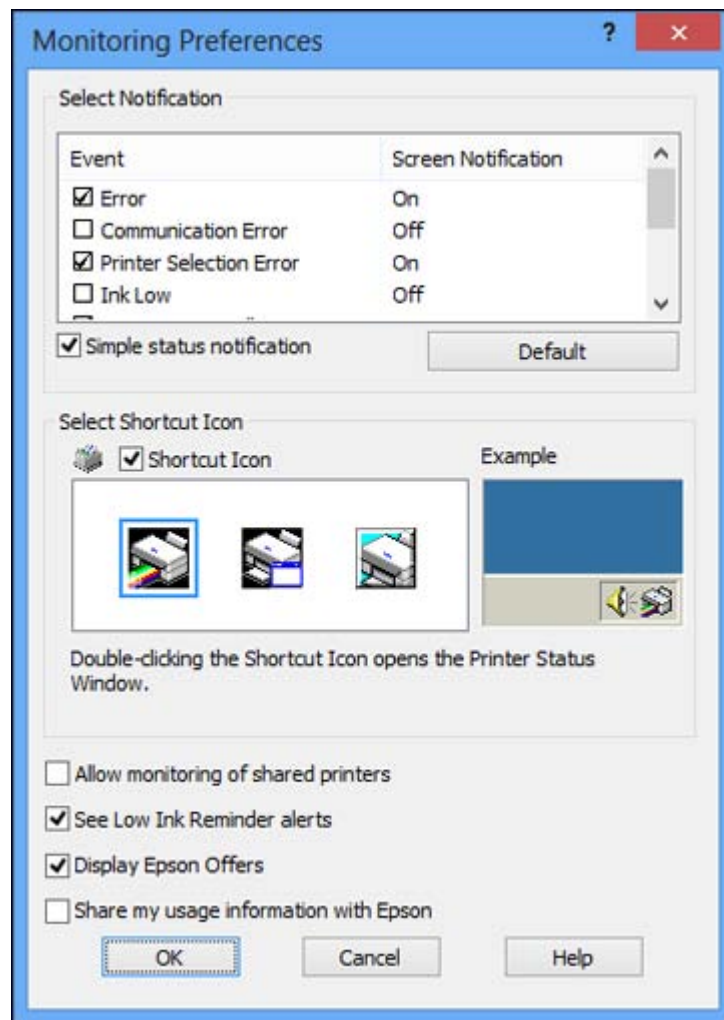 Monitoring Preferences ?
Select Notification
Event Screen Notification
Error On
Communication Error Off
Printer Selection Error On
Ink Low Off
Simple status notification Default
Select Shortcut Icon
Shortcut Icon Example
Double-clicking the Shortcut Icon opens the Printer Status
Window.
Allow monitoring of shared printers
See Low Ink Reminder alerts
Display Epson Offers
Share my usage information with Epson
OK Cancel Help